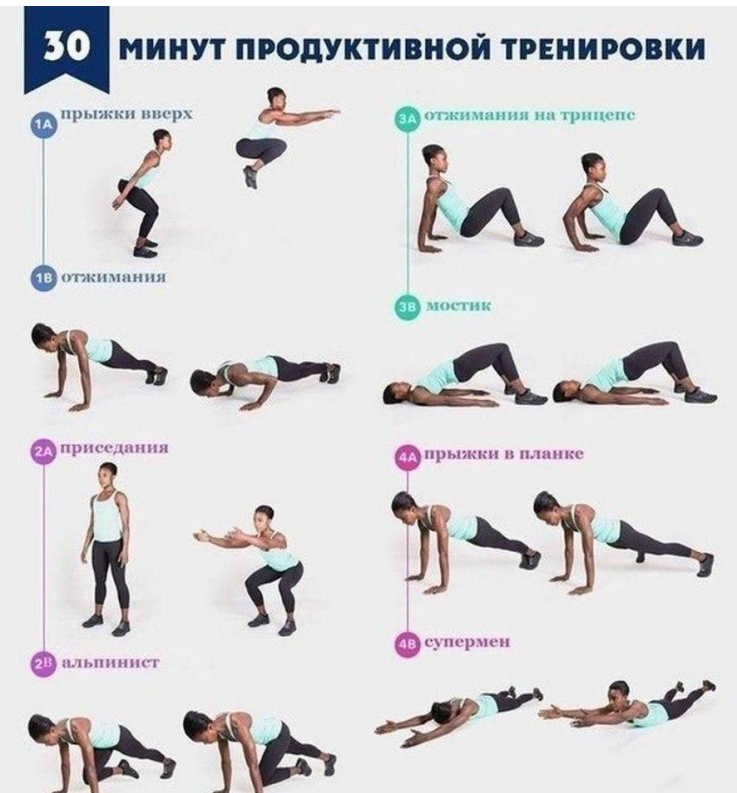 30 МИНУТ ПРОДУКТИВНОЙ ТРЕНИРОВКИ
1A прыжки вверх
1B отжимания
2A приседания
2B альпинист
3A отжимания на трицепс
3B мостик
4A прыжки в планке
4B супермен